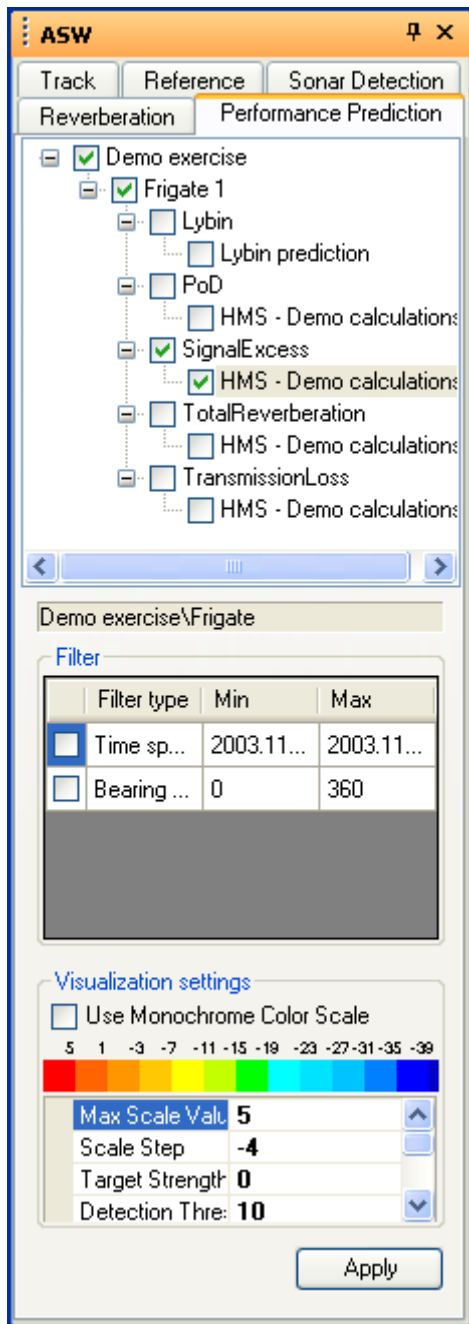 ASW
Track Reference Sonar Detection
Reverberation Performance Prediction
Demo exercise
Frigate 1
Lybin
Lybin prediction
PoD
HMS - Demo calculations
SignalExcess
HMS - Demo calculations
TotalReverberation
HMS - Demo calculations
TransmissionLoss
HMS - Demo calculations
Demo exercise\Frigate
Filter
Filter type Min Max
Time sp... 2003.11... 2003.11...
Bearing ... 0 360
Visualization settings
Use Monochrome Color Scale
5 1 -3 -7 -11 -15 -19 -23 -27 -31 -35 -39
Max Scale Valu 5
Scale Step -4
Target Strength 0
Detection Thre: 10
Apply